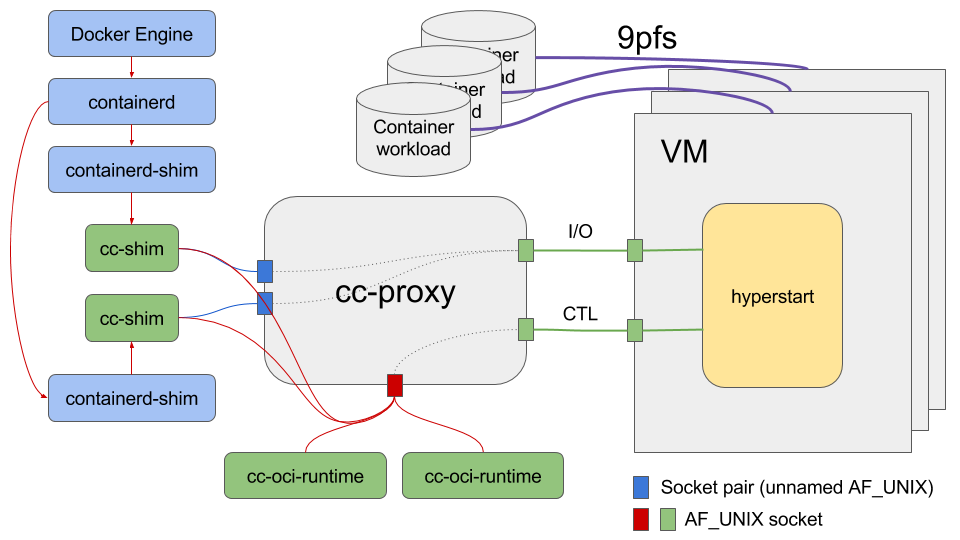 Docker Engine
containerd
containerd-shim
cc-shim
cc-shim
containerd-shim
9pfs
Container
workload
VM
cc-proxy
I/O
CTL
hyperstart
cc-oci-runtime
cc-oci-runtime
Socket pair (unnamed AF_UNIX)
AF_UNIX socket